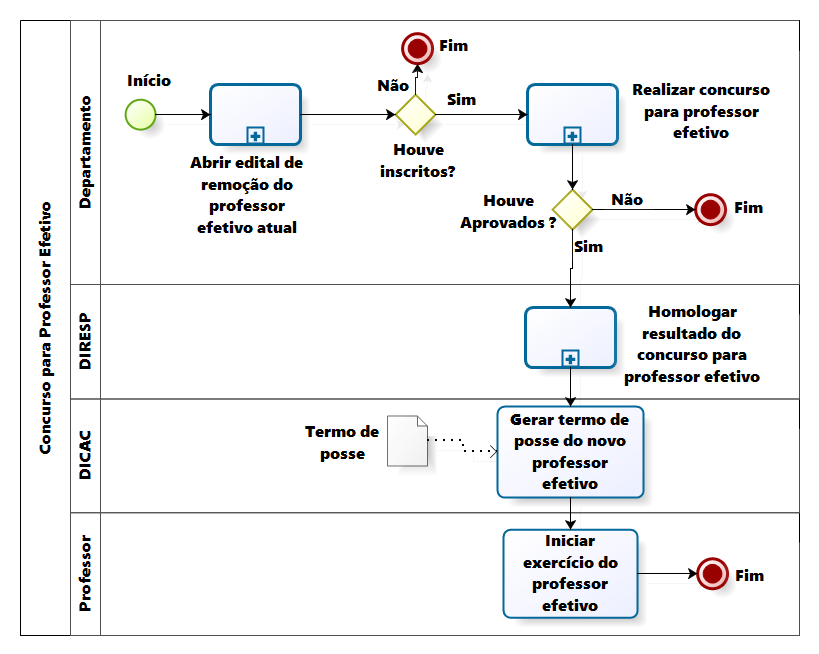 Concurso para Professor Efetivo
Departamento
Início
Abrir edital de
remoção do
professor
efetivo atual
Não
Fim
Sim
Houve
inscritos?
Realizar concurso
para professor
efetivo
Houve
Aprovados ?
Não
Fim
Sim
DIRESP
Homologar
resultado do
concurso para
professor efetivo
DICAC
Termo de
posse
Gerar termo de
posse do novo
professor
efetivo
Professor
Iniciar
exercício do
professor
efetivo
Fim